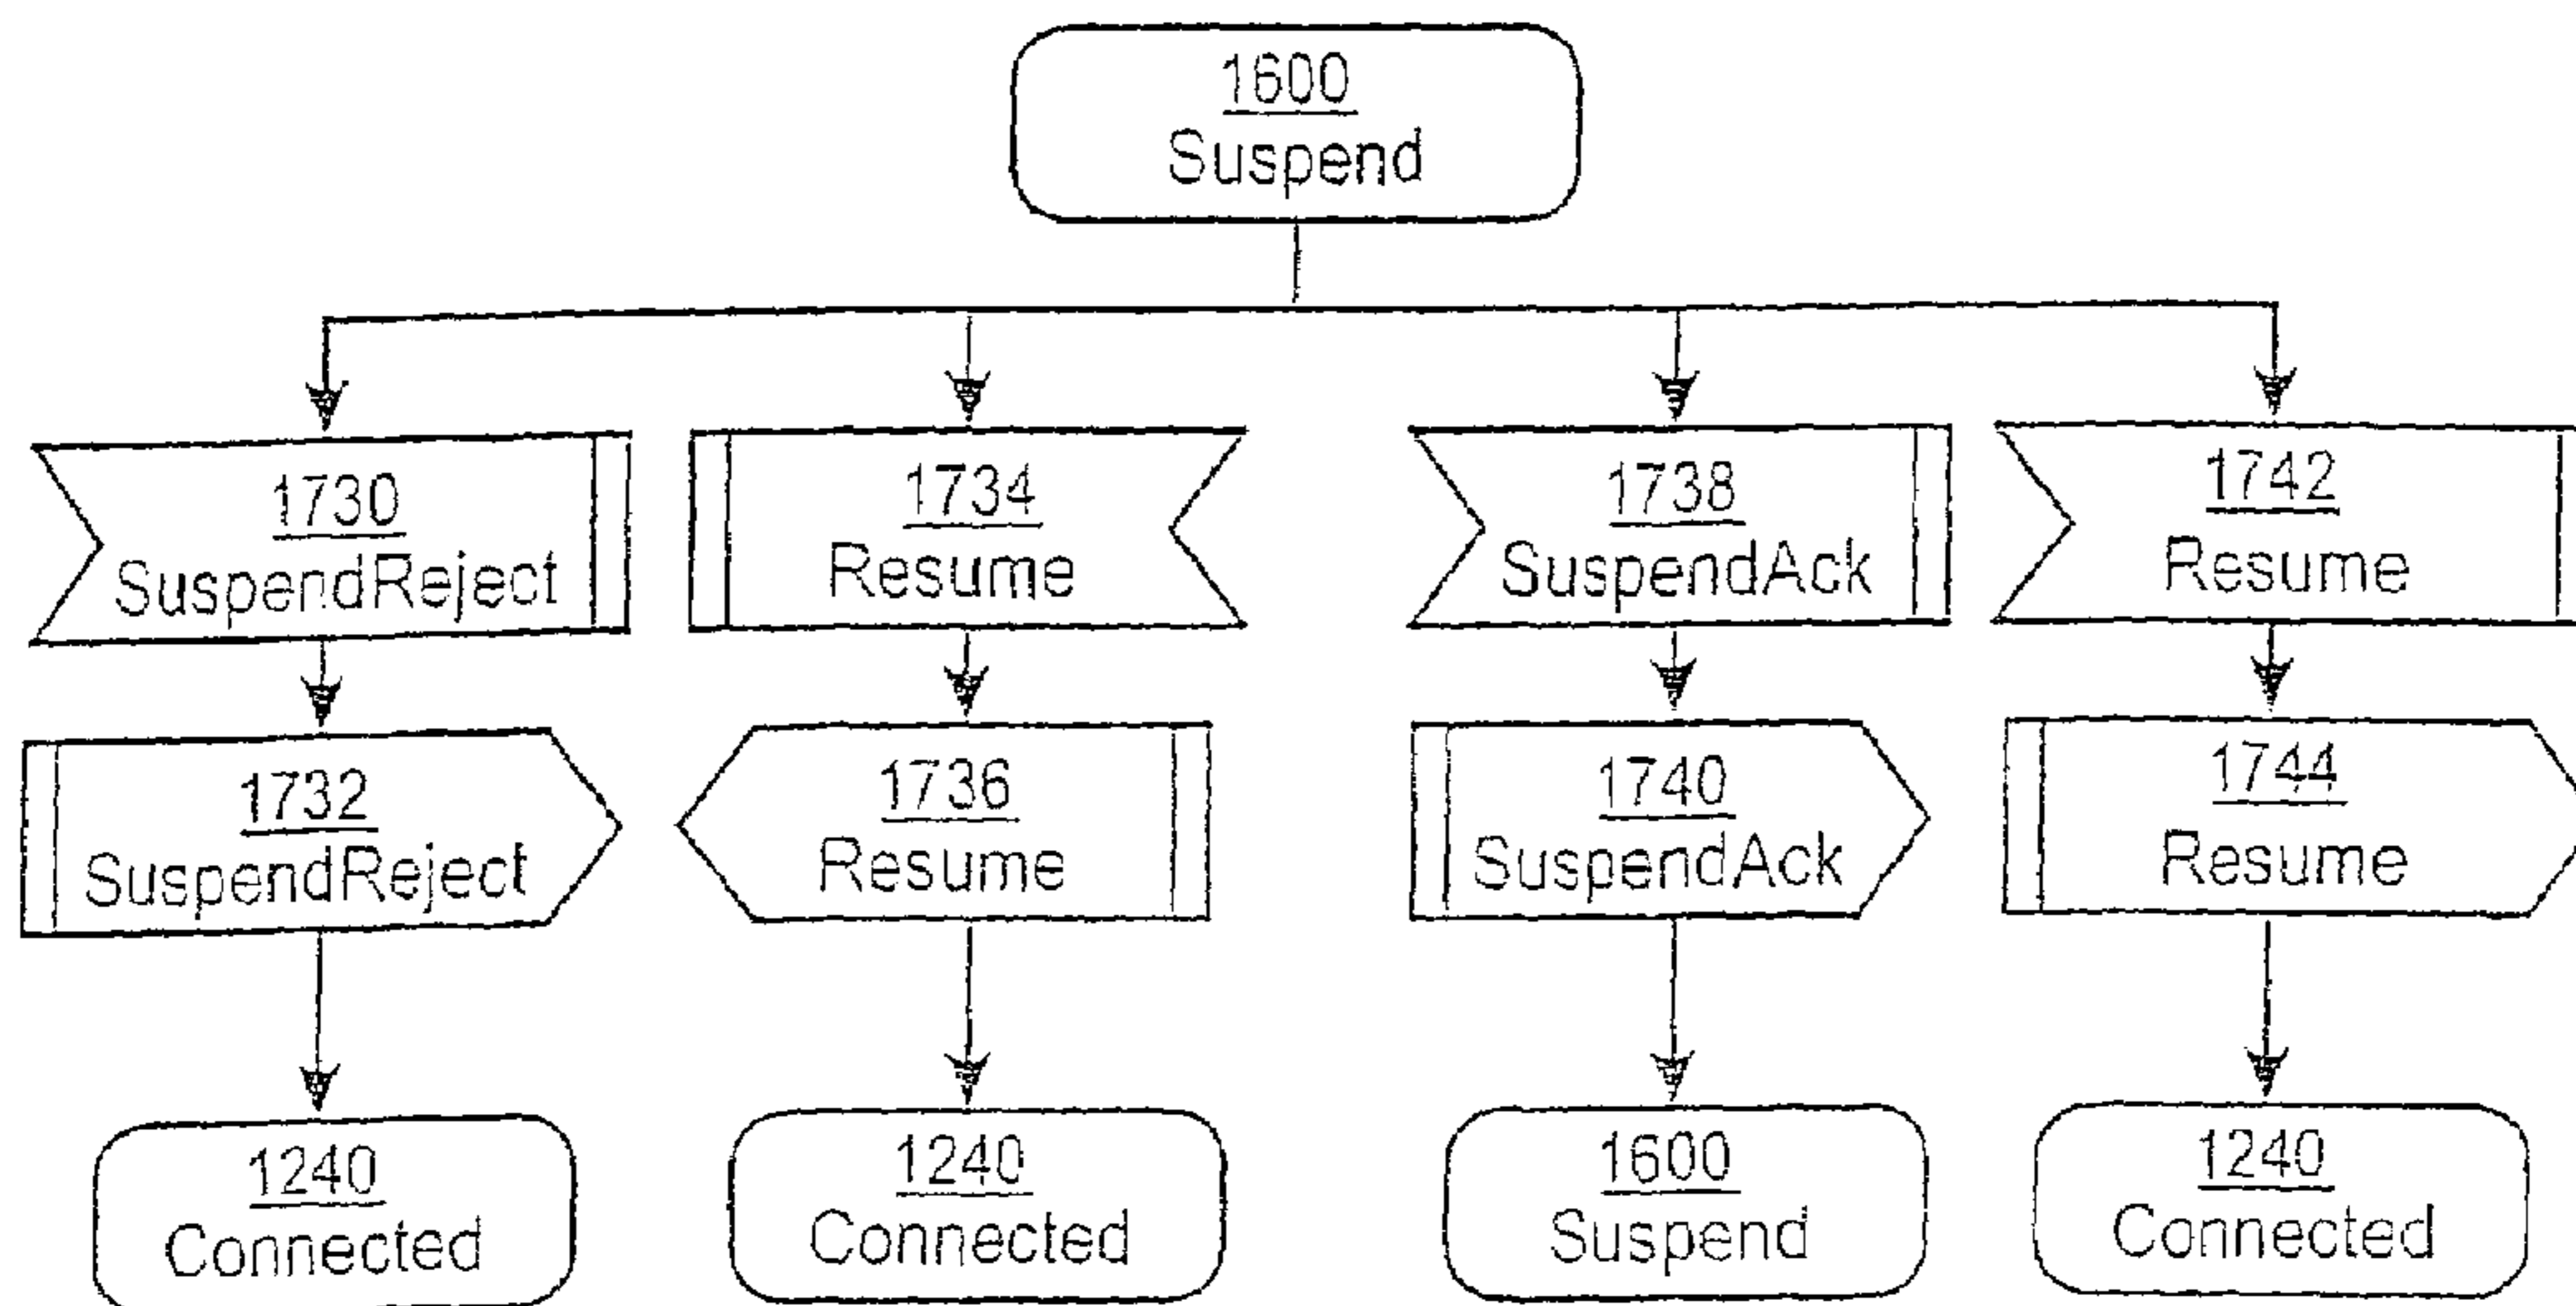 1600
Suspend
1730
SuspendReject
1734
Resume
1738
SuspendAck
1742
Resume
1732
SuspendReject
1736
Resume
1740
SuspendAck
1744
Resume
1240
Connected
1240
Connected
1600
Suspend
1240
Connected